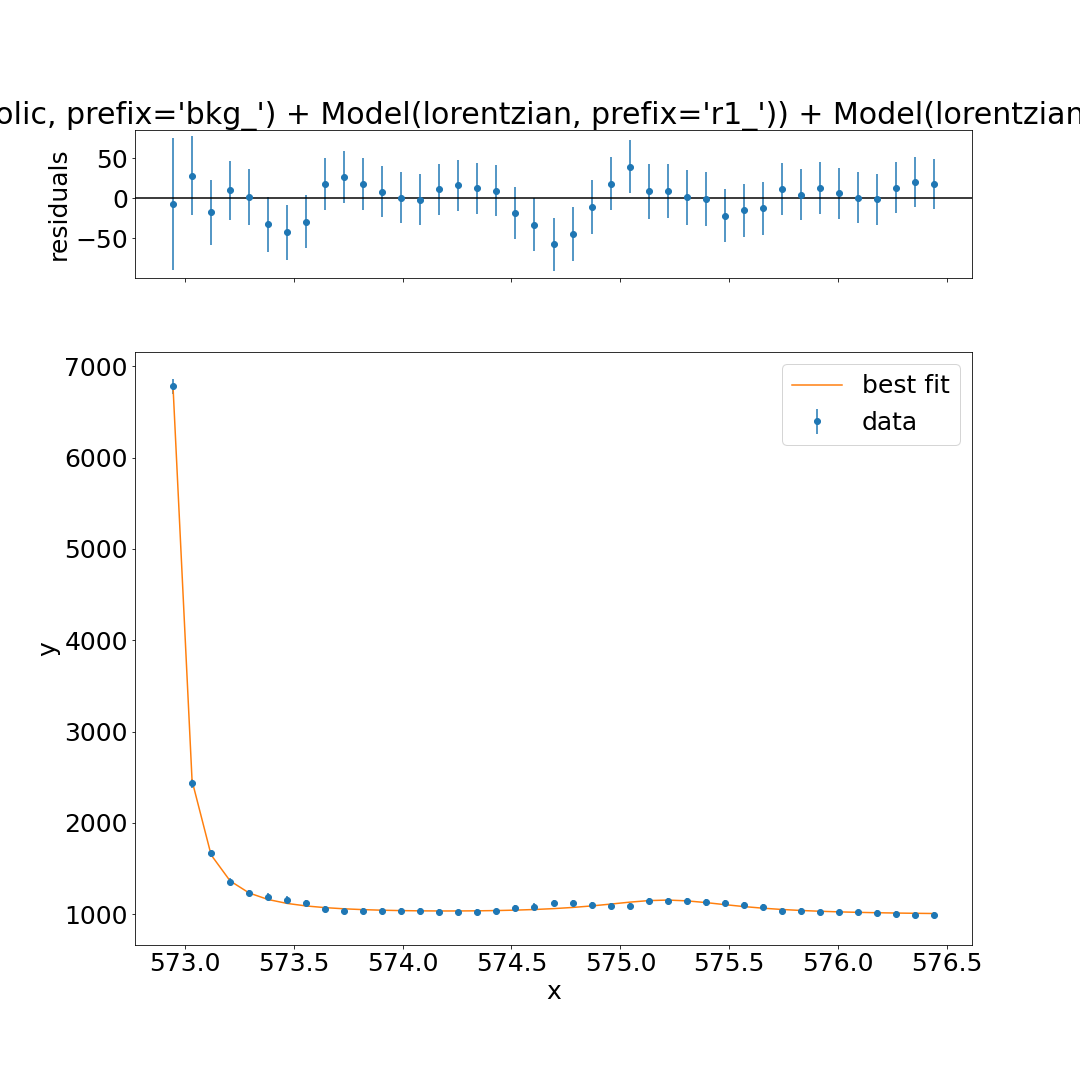 olic, prefix='bkg_') + Model(lorentzian, prefix='r1_')) + Model(lorentzian
residuals
50
0
−50
7000
6000
5000
4000
3000
2000
1000
y
best fit
data
573.0 573.5 574.0 574.5 575.0 575.5 576.0 576.5
x